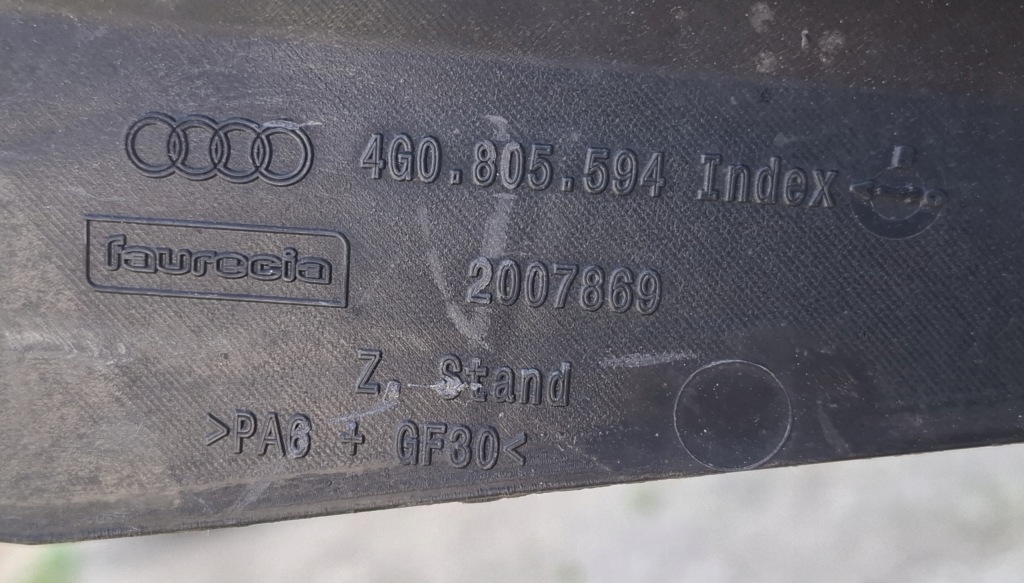 4G0.805.594 Index
faurecia
2007869
Z. Stand
>PA6 + GF30<